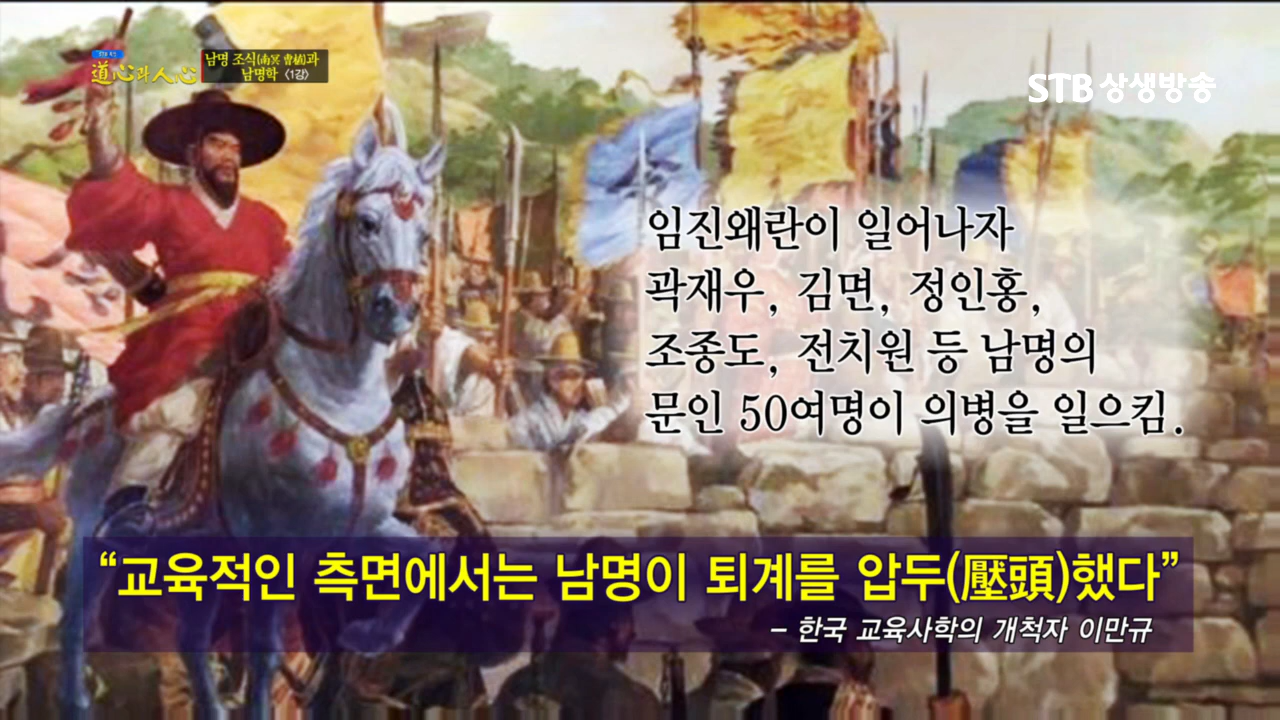 道心과 人心
남명 조식(南冥 曺植)과
남명학 <1강>
STB 상생방송
임진왜란이 일어나자
곽재우, 김면, 정인홍,
조종도, 전치원 등 남명의
문인 50여명이 의병을 일으킴.
“교육적인 측면에서는 남명이 퇴계를 압두(壓頭)했다”
- 한국 교육사학의 개척자 이만규